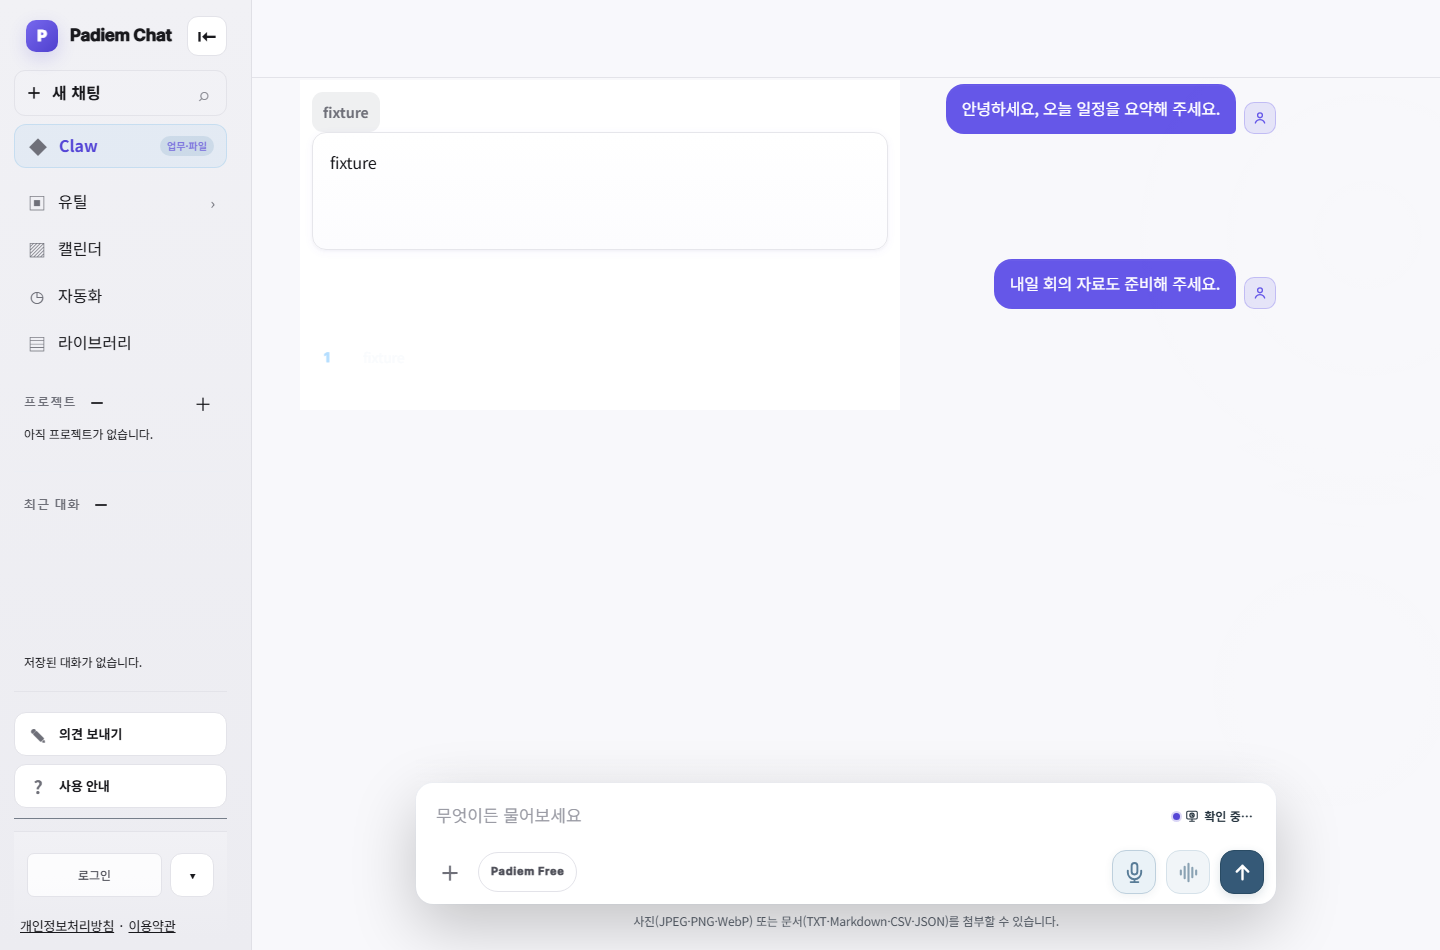 P Padiem Chat
새 채팅
Claw 업무·파일
유틸
캘린더
자동화
라이브러리
프로젝트
아직 프로젝트가 없습니다.
최근 대화
저장된 대화가 없습니다.
의견 보내기
? 사용 안내
로그인
개인정보처리방침 · 이용약관
fixture
fixture
1 fixture
안녕하세요, 오늘 일정을 요약해 주세요.
내일 회의 자료도 준비해 주세요.
무엇이든 물어보세요
확인 중…
Padiem Free
사진(JPEG·PNG·WebP) 또는 문서(TXT·Markdown·CSV·JSON)를 첨부할 수 있습니다.